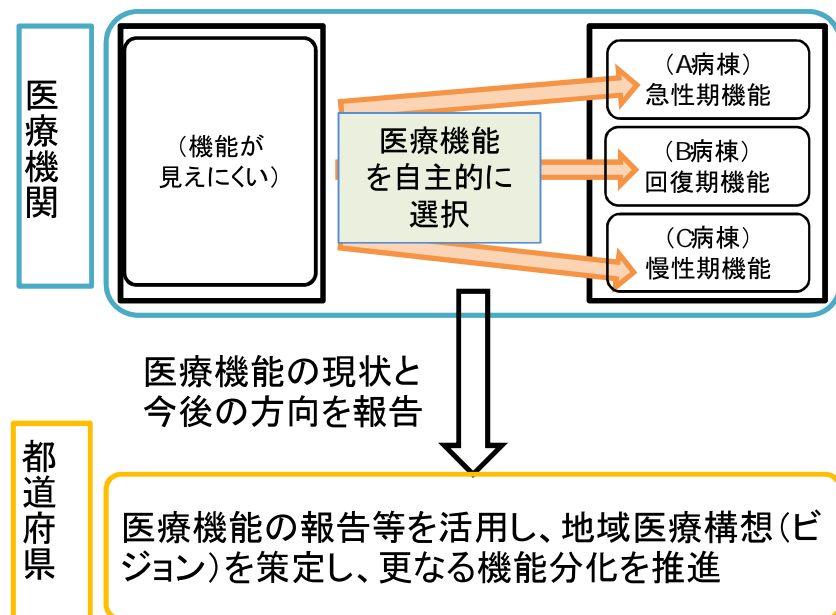 医療機関
（機能が
見えにくい）
医療機能
を自主的に
選択
（A病棟）
急性期機能
（B病棟）
回復期機能
（C病棟）
慢性期機能
医療機能の現状と
今後の方向を報告
都道府県
医療機能の報告等を活用し、地域医療構想（ビ
ジョン）を策定し、更なる機能分化を推進